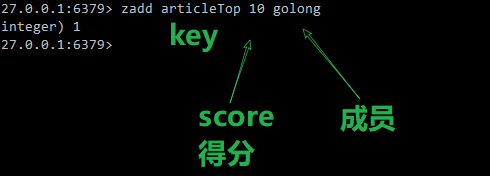 27.0.0.1:6379> zadd articleTop 10 golong
integer) 1
27.0.0.1:6379>
key
score
得分
成员